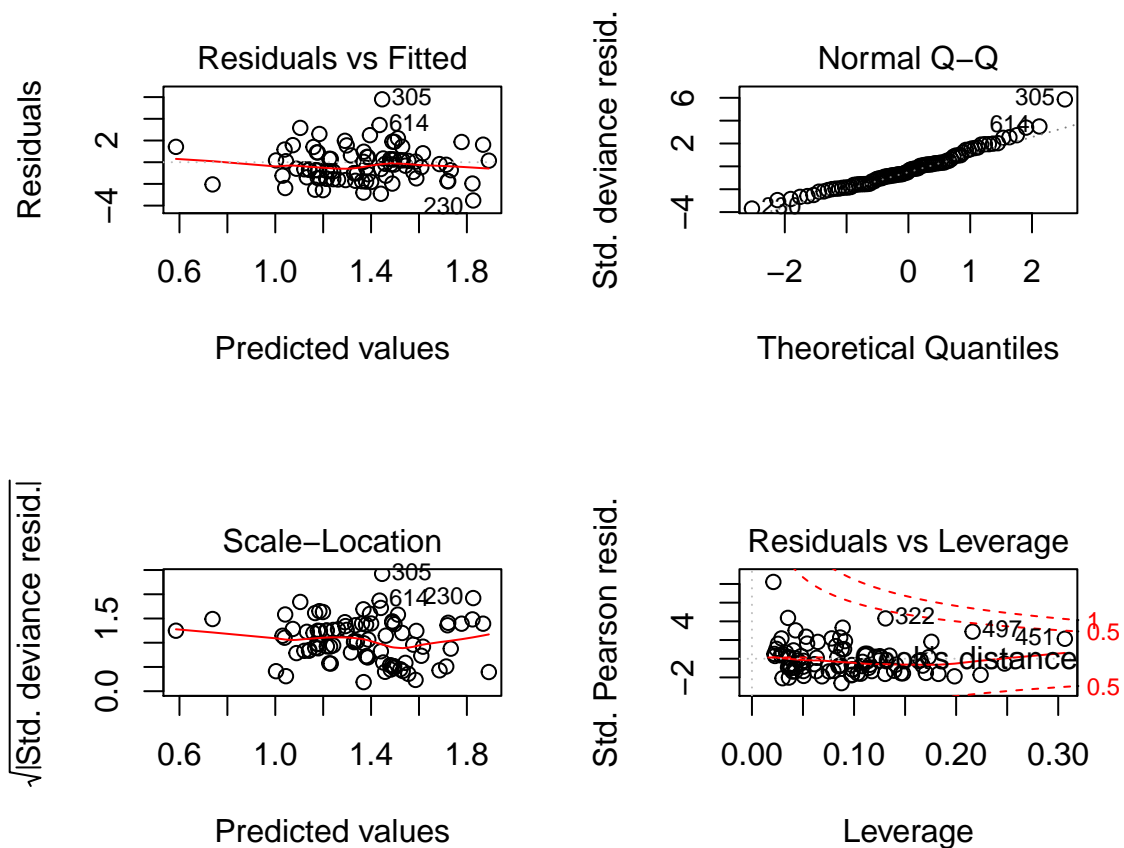 Residuals vs Fitted
Residuals
2
−4
305
614
230
0.6 1.0 1.4 1.8
Predicted values
Normal Q−Q
Std. deviance resid.
6
2
−4
305
614
230
−2 0 1 2
Theoretical Quantiles
Scale−Location
√|Std. deviance resid.|
1.5
0.0
305
614
230
0.6 1.0 1.4 1.8
Predicted values
Residuals vs Leverage
Std. Pearson resid.
4
−2
322
497
451
1
0.5
0.5
distance
0.00 0.10 0.20 0.30
Leverage